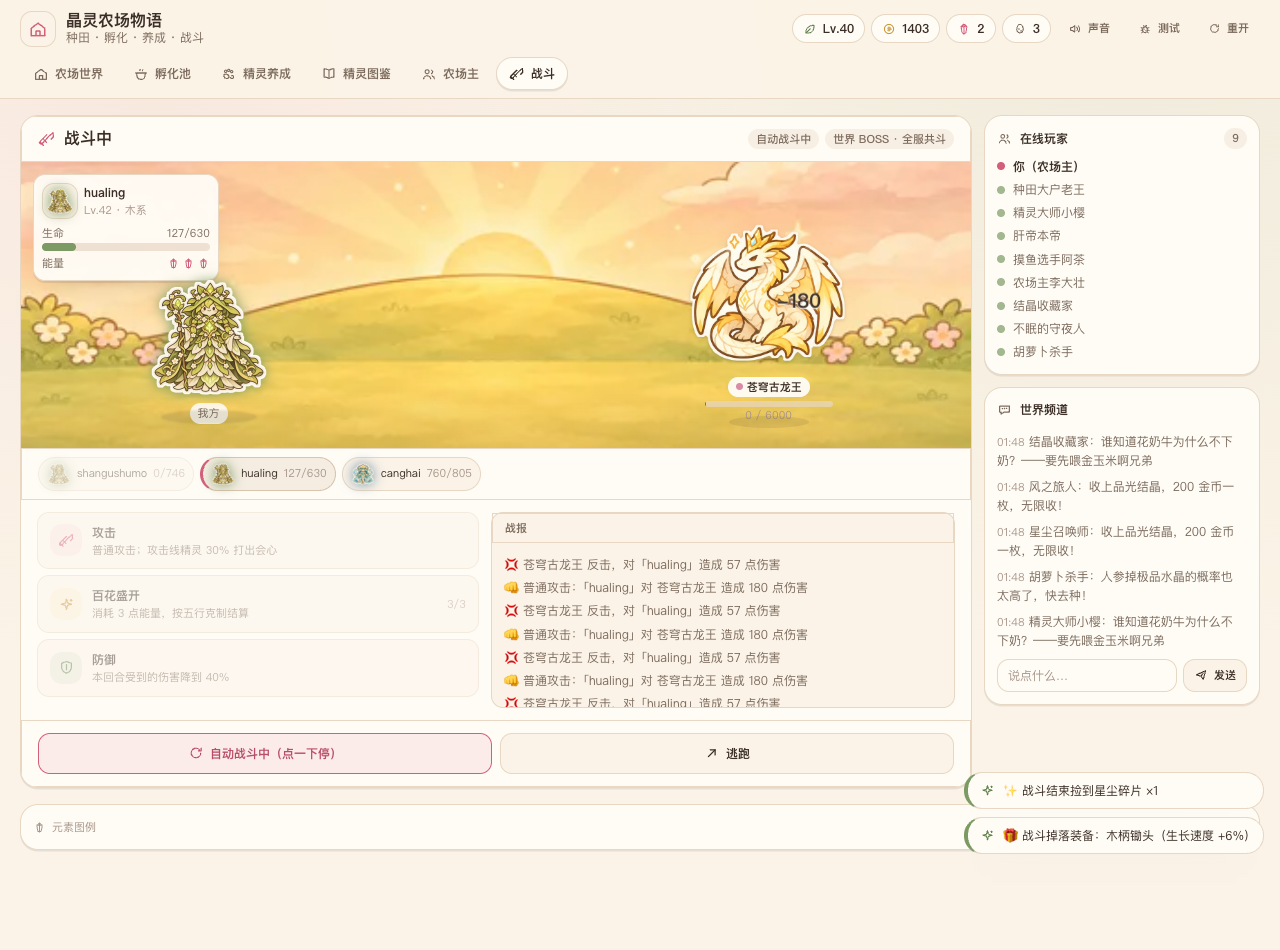 晶灵农场物语
种田 · 孵化 · 养成 · 战斗
Lv.40
1403
2
3
声音
测试
重开
农场世界
孵化池
精灵养成
精灵图鉴
农场主
战斗
战斗中
自动战斗中
世界 BOSS · 全服共斗
hualing
Lv.42 · 木系
生命
127/630
能量
-180
苍穹古龙王
0 / 6000
我方
shangushumo 0/746
hualing 127/630
canghai 760/805
攻击
普通攻击；攻击线精灵 30% 打出会心
百花盛开
消耗 3 点能量，按五行克制结算
3/3
防御
本回合受到的伤害降到 40%
战报
💢 苍穹古龙王 反击，对「hualing」造成 57 点伤害
👊 普通攻击：「hualing」对 苍穹古龙王 造成 180 点伤害
💢 苍穹古龙王 反击，对「hualing」造成 57 点伤害
👊 普通攻击：「hualing」对 苍穹古龙王 造成 180 点伤害
💢 苍穹古龙王 反击，对「hualing」造成 57 点伤害
👊 普通攻击：「hualing」对 苍穹古龙王 造成 180 点伤害
💢 苍穹古龙王 反击，对「hualing」造成 57 点伤害
自动战斗中（点一下停）
逃跑
元素图例
在线玩家
9
你（农场主）
种田大户老王
精灵大师小樱
肝帝本帝
摸鱼选手阿茶
农场主李大壮
结晶收藏家
不眠的守夜人
胡萝卜杀手
世界频道
01:48 结晶收藏家：谁知道花奶牛为什么不下
奶？——要先喂金玉米啊兄弟
01:48 风之旅人：收上品光结晶，200 金币一
枚，无限收！
01:48 星尘召唤师：收上品光结晶，200 金币
一枚，无限收！
01:48 胡萝卜杀手：人参掉极品水晶的概率也
太高了，快去种！
01:48 精灵大师小樱：谁知道花奶牛为什么不
下奶？——要先喂金玉米啊兄弟
说点什么…
发送
✨ 战斗结束捡到星尘碎片 ×1
🎁 战斗掉落装备：木柄锄头（生长速度 +6%）